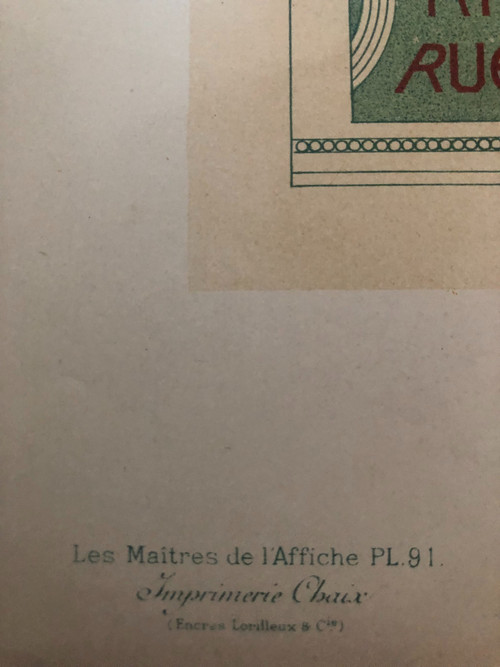 RUE
Les Maîtres de l'Affiche PL.91.
Imprimerie Chaix
(Encres Lorilleux & Cie)